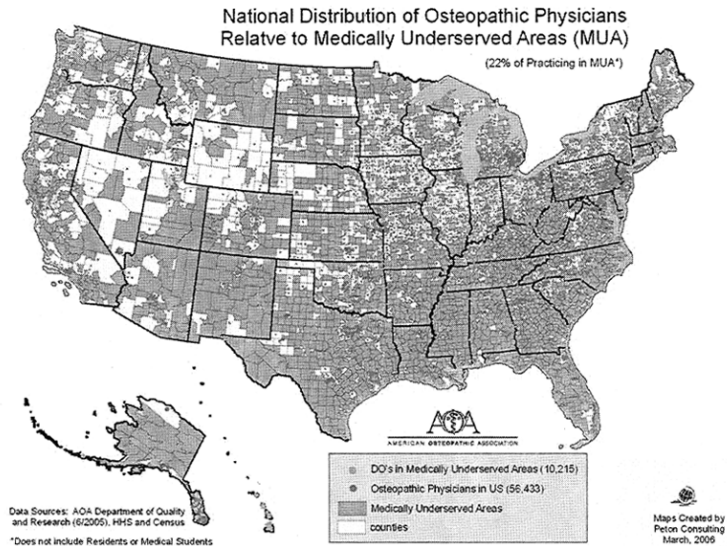 National Distribution of Osteopathic Physicians
Relatve to Medically Underserved Areas (MUA)
(22% of Practicing in MUA*)
AOA
AMERICAN OSTEOPATHIC ASSOCIATION
DO's in Medically Underserved Areas (10,215)
Osteopathic Physicians in US (56,433)
Medically Underserved Areas
counties
Data Sources: AOA Department of Quality
and Research (6/2005), HHS and Census
*Does not include Residents or Medical Students
Maps Created by
Peton Consulting
March, 2006